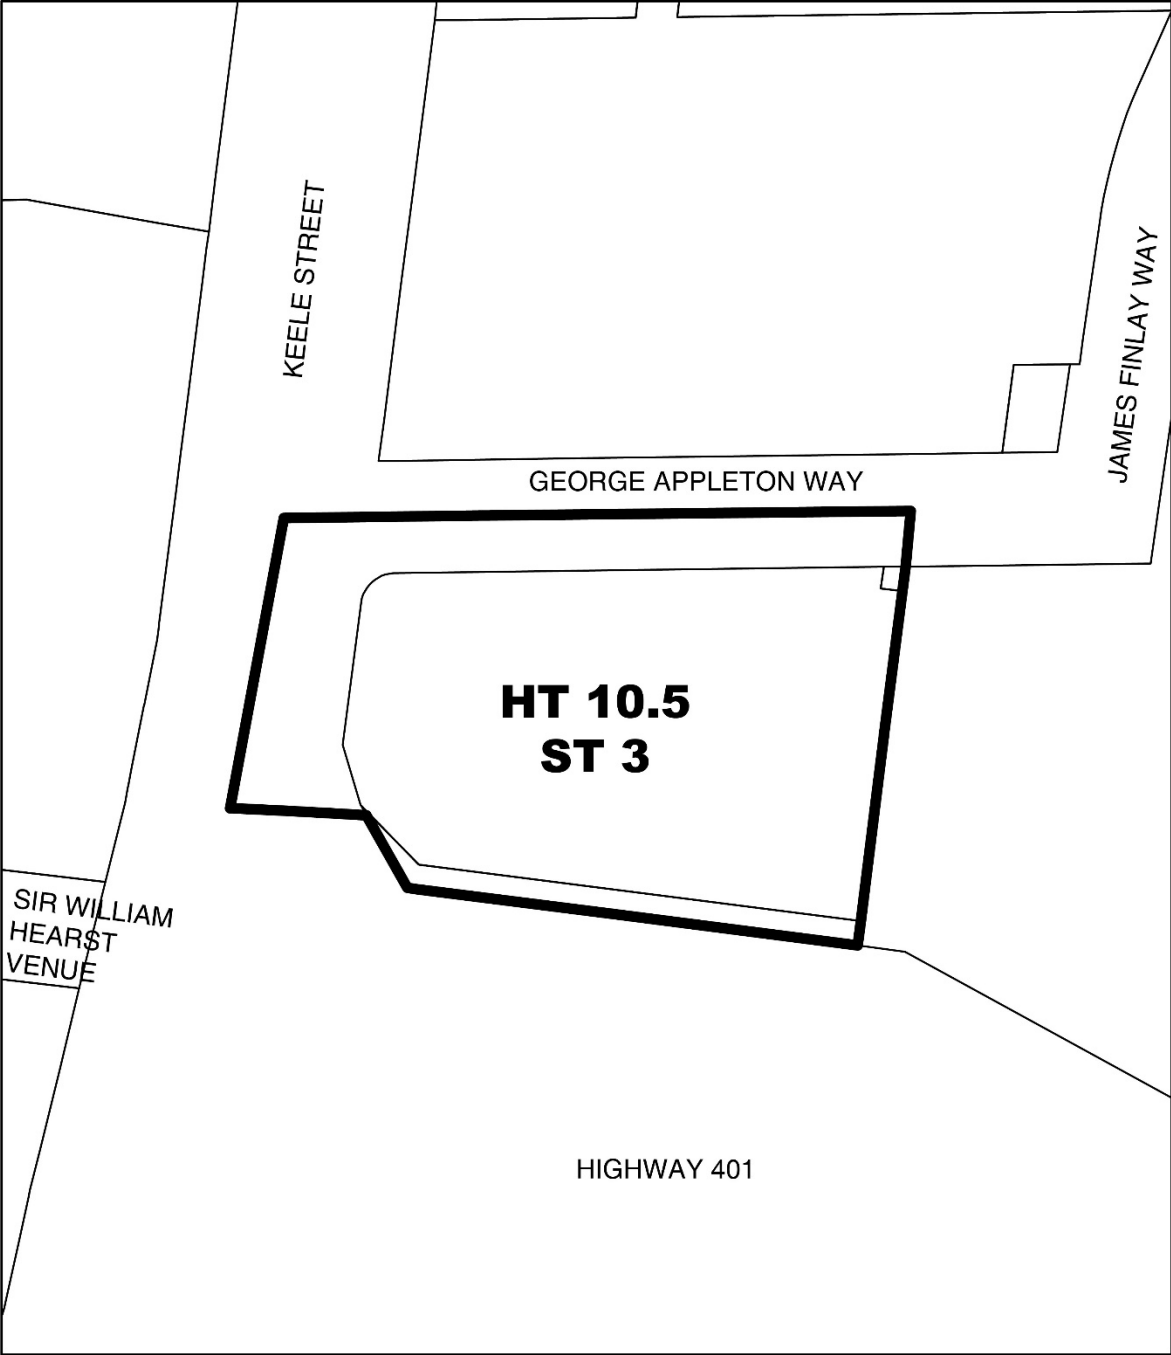 KEELE STREET
JAMES FINLAY WAY
GEORGE APPLETON WAY
HT 10.5
ST 3
SIR WILLIAM
HEARST
VENUE
HIGHWAY 401